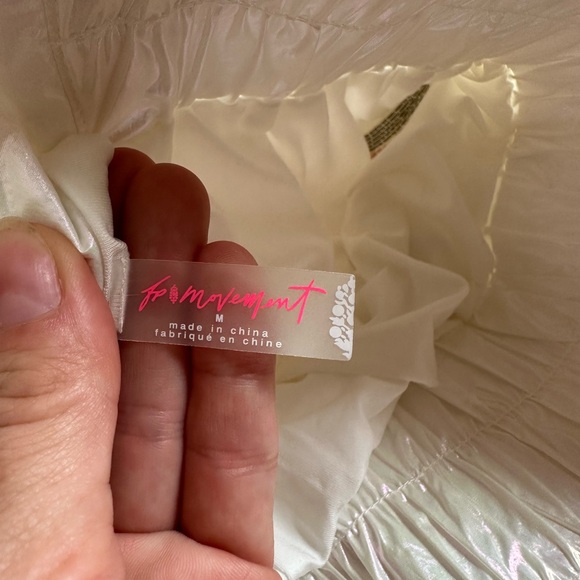 fp movement
M
made in china
fabriqué en chine